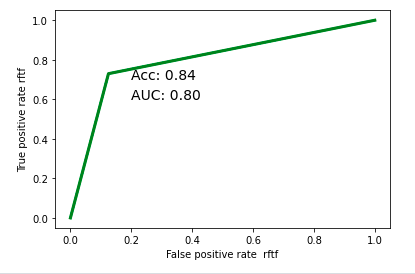 1.0
0.8
0.6
0.4
0.2
0.0
True positive rate rftf
Acc: 0.84
AUC: 0.80
0.0 0.2 0.4 0.6 0.8 1.0
False positive rate  rftf